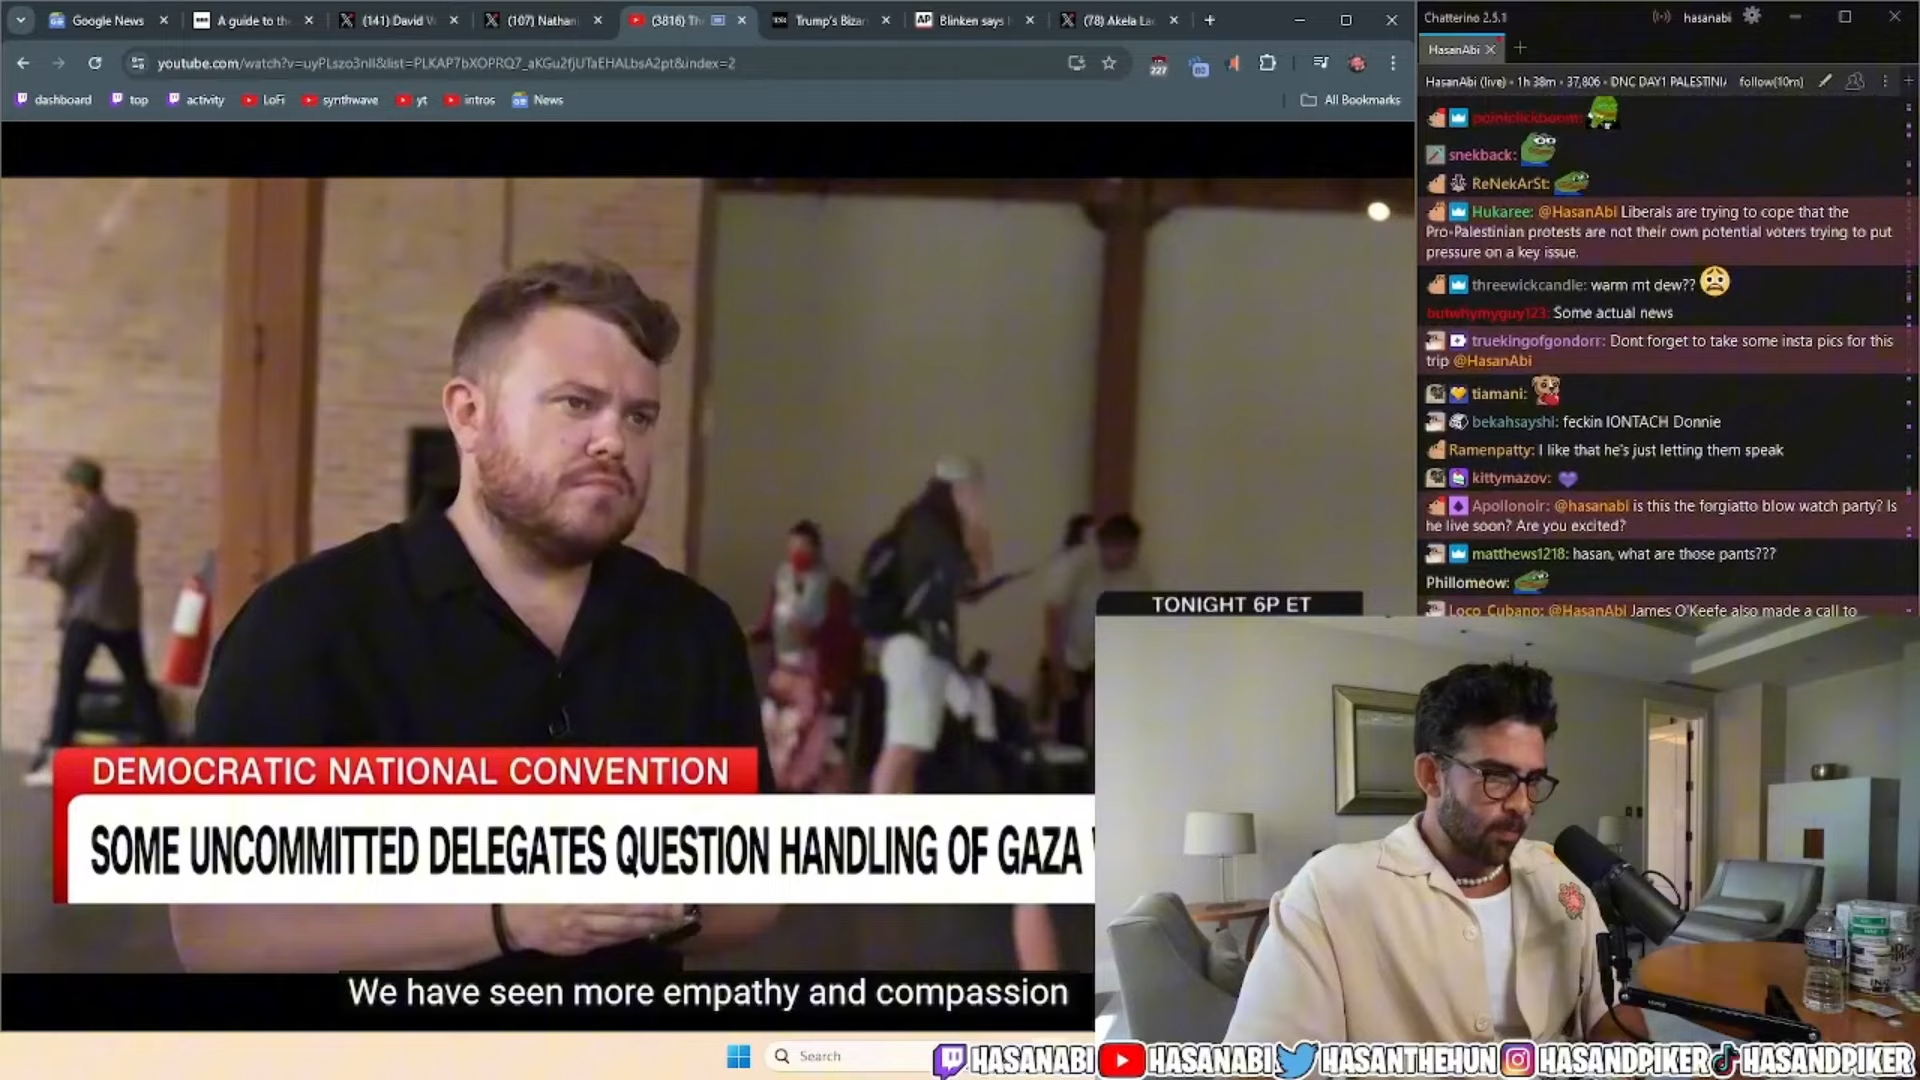 Google News
A guide to th
(141) David W
(107) Nathan
(3816) Th
Trump's Bizar
Blinken says
(78) Akela La
youtube.com/watch?v=uyPLszo3nII&list=PLKAP7bXOPRQ7_aKGu2fJUTaEHALbsA2pt&index=2
227
dashboard
top
activity
LoFi
synthwave
yt
intros
News
All Bookmarks
Chatterino 2.5.1
hasanabi
HasanAbi
HasanAbi (live) • 1h 38m • 37,806 • DNC DAY1 PALESTINI
follow(10m)
pointclickboom:
snekback:
ReNekArSt:
Hukaree: @HasanAbi Liberals are trying to cope that the
Pro-Palestinian protests are not their own potential voters trying to put
pressure on a key issue.
threewickcandle: warm mt dew??
butwhymyguy123: Some actual news
truekingofgondorr: Dont forget to take some insta pics for this
trip @HasanAbi
tiamani:
bekahsayshi: feckin IONTACH Donnie
Ramenpatty: I like that he's just letting them speak
kittymazov:
Apollonoir: @hasanabi is this the forgiatto blow watch party? Is
he live soon? Are you excited?
matthews1218: hasan, what are those pants???
Phillomeow:
Loco_Cubano: @HasanAbi James O'Keefe also made a call to
TONIGHT 6P ET
DEMOCRATIC NATIONAL CONVENTION
SOME UNCOMMITTED DELEGATES QUESTION HANDLING OF GAZA
We have seen more empathy and compassion
Search
HASANABI
HASANABI
HASANTHEHUN
HASANDPIKER
HASANDPIKER